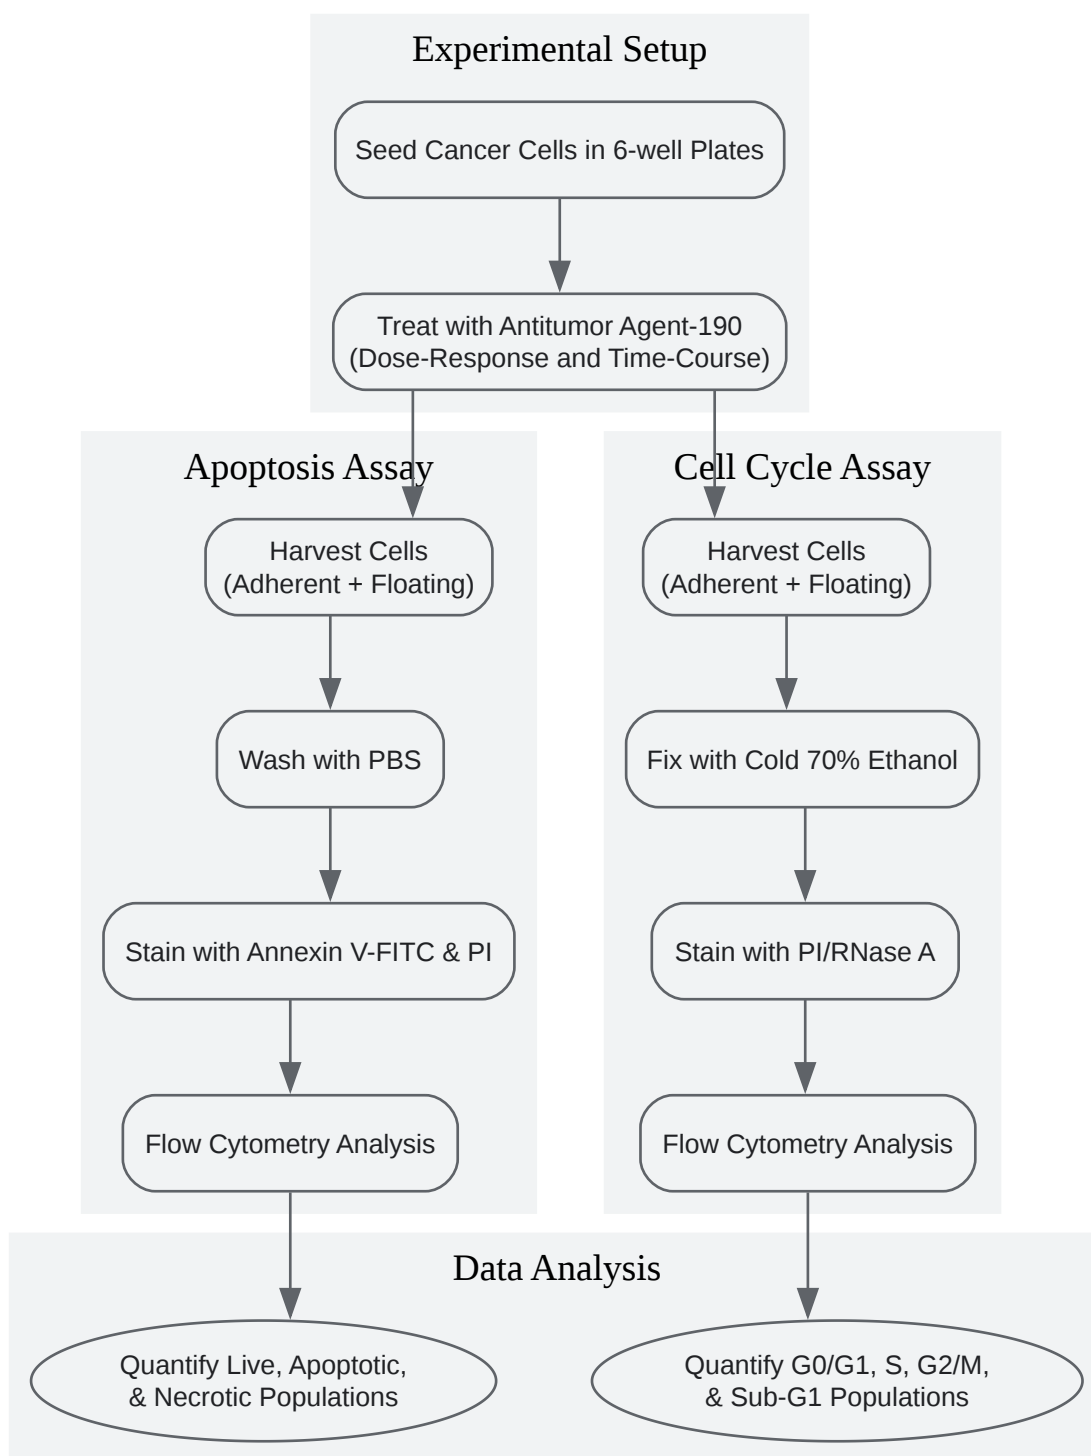 Experimental Setup
Seed Cancer Cells in 6-well Plates
Treat with Antitumor Agent-190
(Dose-Response and Time-Course)
Apoptosis Assay
Harvest Cells
(Adherent + Floating)
Wash with PBS
Stain with Annexin V-FITC & PI
Flow Cytometry Analysis
Cell Cycle Assay
Harvest Cells
(Adherent + Floating)
Fix with Cold 70% Ethanol
Stain with PI/RNase A
Flow Cytometry Analysis
Data Analysis
Quantify Live, Apoptotic,
& Necrotic Populations
Quantify G0/G1, S, G2/M,
& Sub-G1 Populations